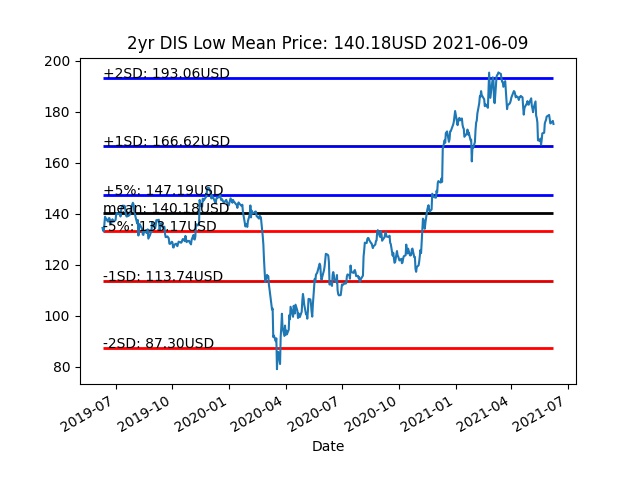 2yr DIS Low Mean Price: 140.18USD 2021-06-09
200
180
160
140
120
100
80
+2SD: 193.06USD
+1SD: 166.62USD
+5%: 147.19USD
mean: 140.18USD
-5%: 133.17USD
-1SD: 113.74USD
-2SD: 87.30USD
2019-07
2019-10
2020-01
2020-04
2020-07
2020-10
2021-01
2021-04
2021-07
Date